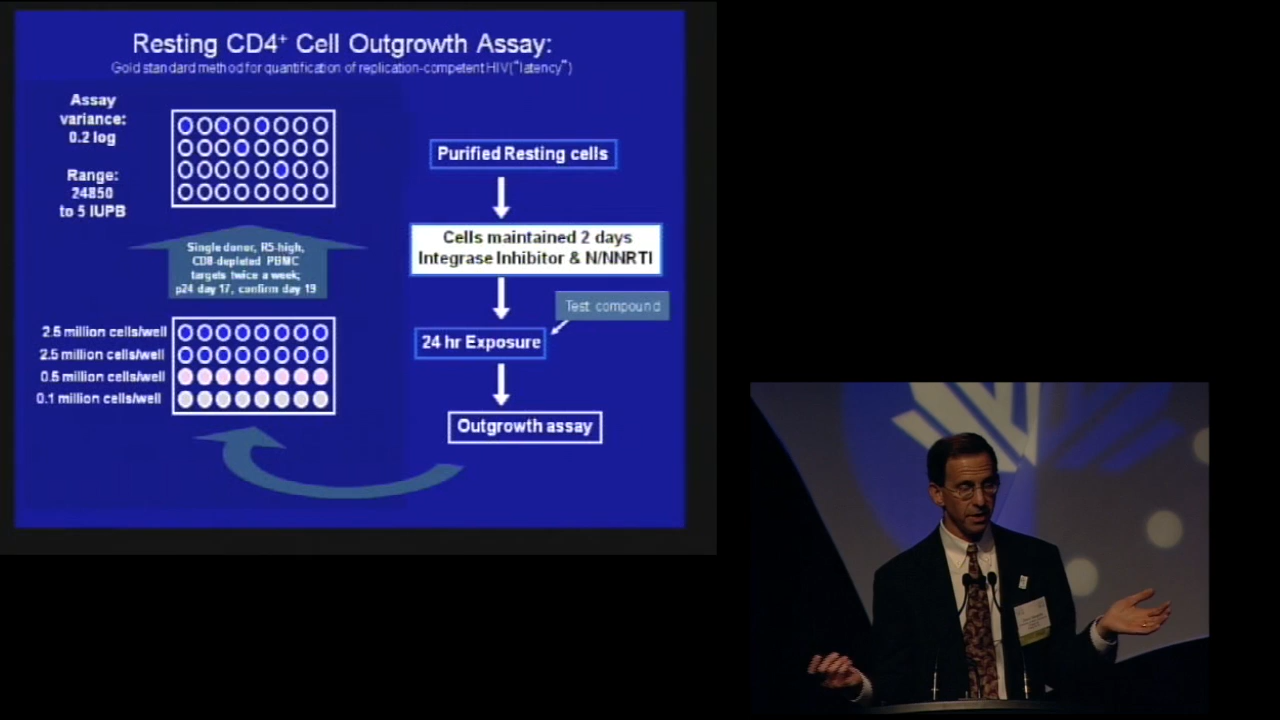 Resting CD4⁺ Cell Outgrowth Assay:
Gold standard method for quantification of replication-competent HIV("latency")
Assay
variance:
0.2 log
Range:
24850
to 5 IUPB
Single donor, R5-high,
CD8-depleted PBMC
targets twice a week;
p24 day 17, confirm day 19
2.5 million cells/well
2.5 million cells/well
0.5 million cells/well
0.1 million cells/well
Purified Resting cells
Cells maintained 2 days
Integrase Inhibitor & N/NNRTI
Test compound
24 hr Exposure
Outgrowth assay